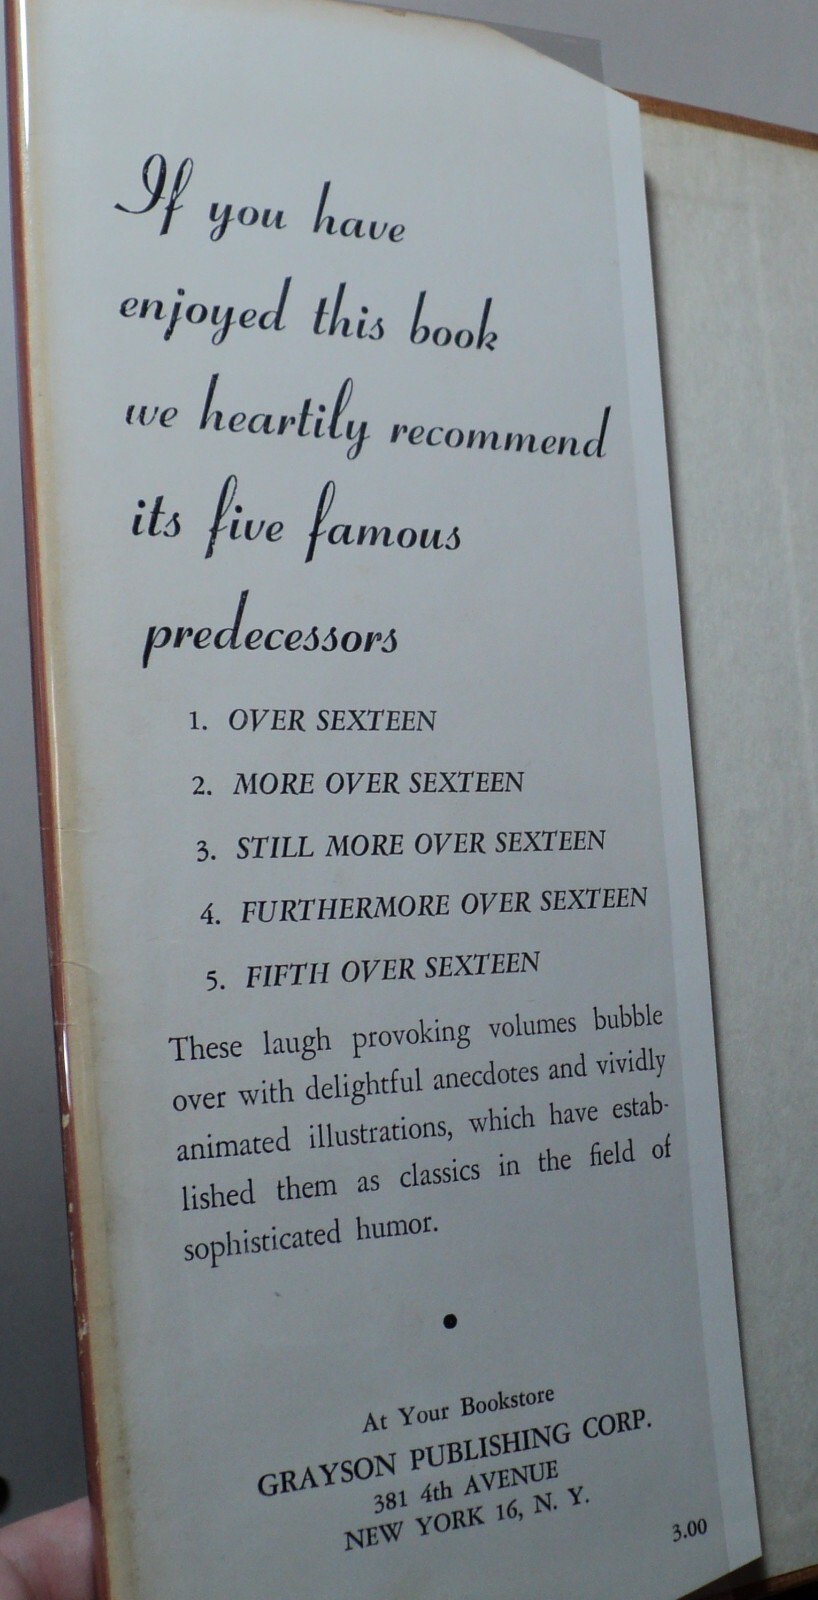 If you have
enjoyed this book
we heartily recommend
its five famous
predecessors
1. OVER SEXTEEN
2. MORE OVER SEXTEEN
3. STILL MORE OVER SEXTEEN
4. FURTHERMORE OVER SEXTEEN
5. FIFTH OVER SEXTEEN
These laugh provoking volumes bubble
over with delightful anecdotes and vividly
animated illustrations, which have estab-
lished them as classics in the field of
sophisticated humor.
At Your Bookstore
GRAYSON PUBLISHING CORP.
381 4th AVENUE
NEW YORK 16, N. Y.
3.00